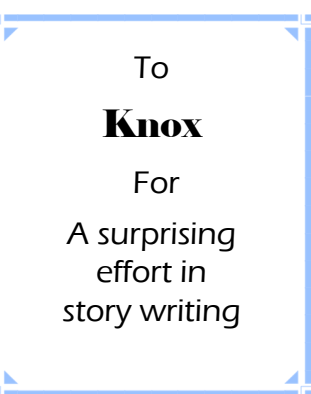 To
Knox
For
A surprising
effort in
story writing